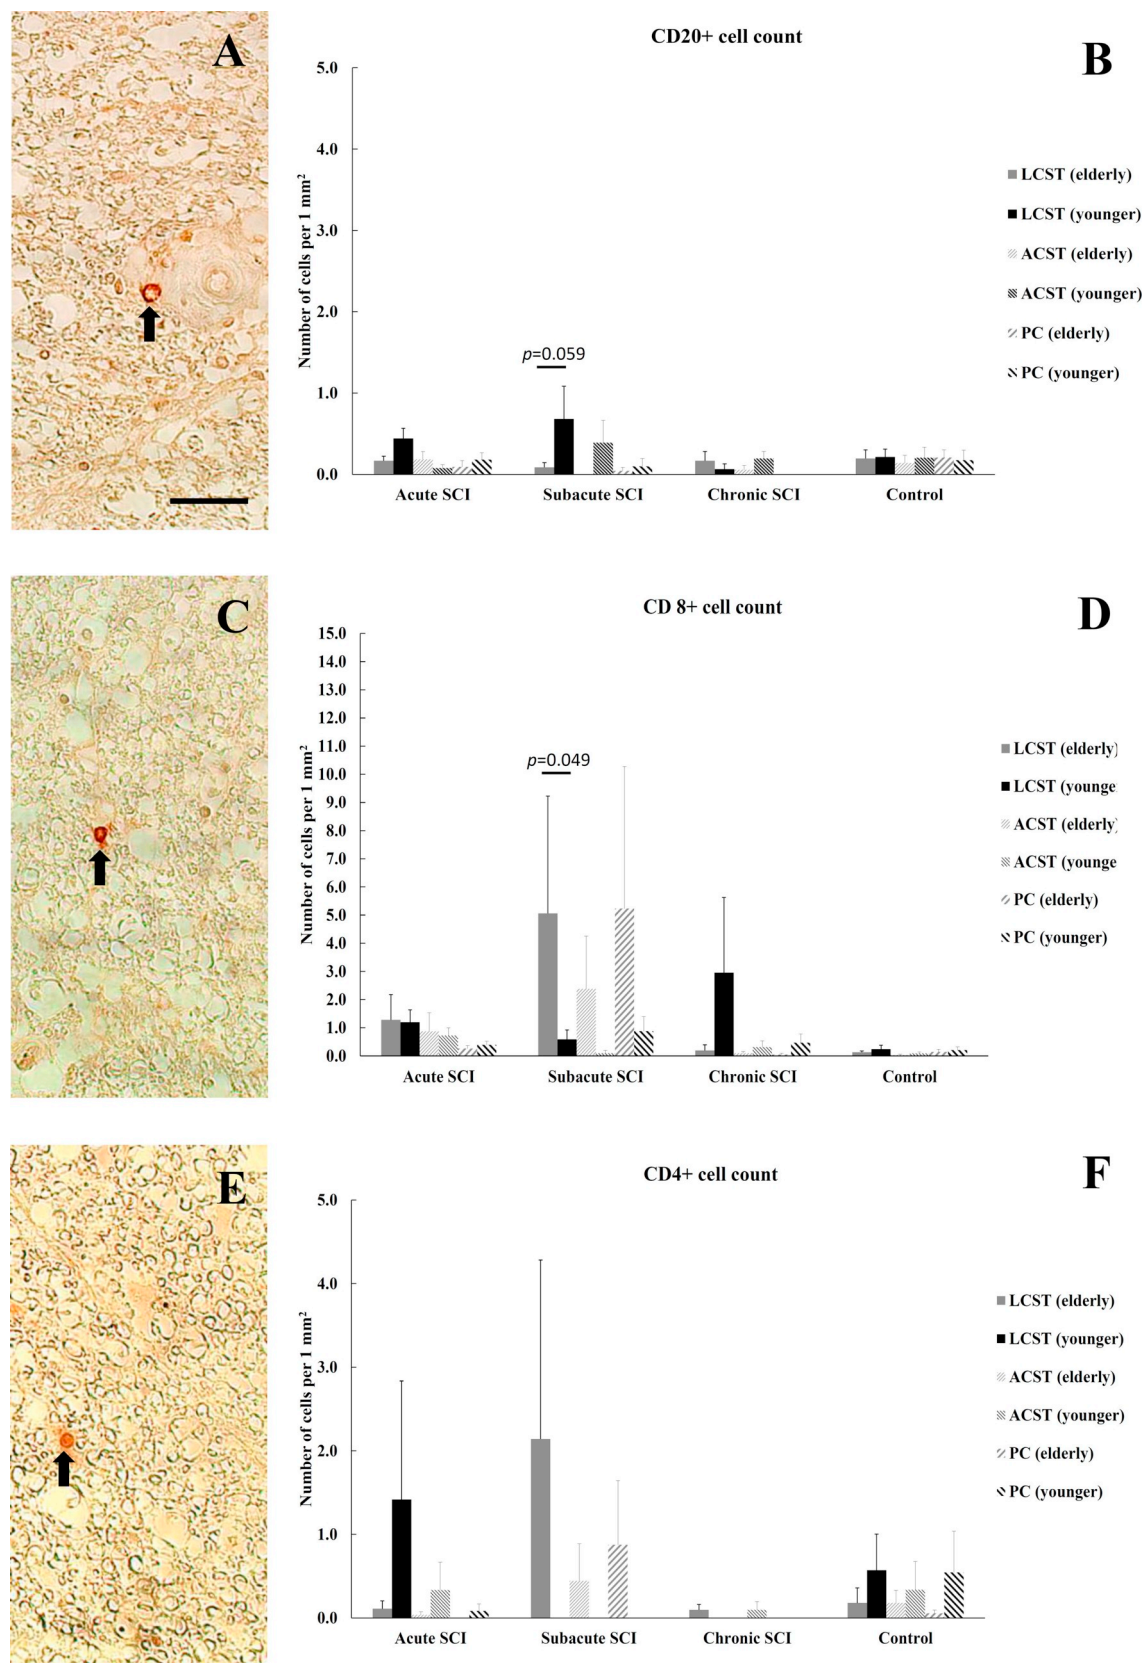 A
CD20+ cell count
B
Number of cells per 1 mm²
5.0
4.0
3.0
2.0
1.0
0.0
p=0.059
Acute SCI
Subacute SCI
Chronic SCI
Control
LCST (elderly)
LCST (younger)
ACST (elderly)
ACST (younger)
PC (elderly)
PC (younger)
C
CD 8+ cell count
D
Number of cells per 1 mm²
15.0
14.0
13.0
12.0
11.0
10.0
9.0
8.0
7.0
6.0
5.0
4.0
3.0
2.0
1.0
0.0
p=0.049
Acute SCI
Subacute SCI
Chronic SCI
Control
LCST (elderly)
LCST (younge
ACST (elderly)
ACST (younge
PC (elderly)
PC (younger)
E
CD4+ cell count
F
Number of cells per 1 mm²
5.0
4.0
3.0
2.0
1.0
0.0
Acute SCI
Subacute SCI
Chronic SCI
Control
LCST (elderly)
LCST (younger)
ACST (elderly)
ACST (younger)
PC (elderly)
PC (younger)